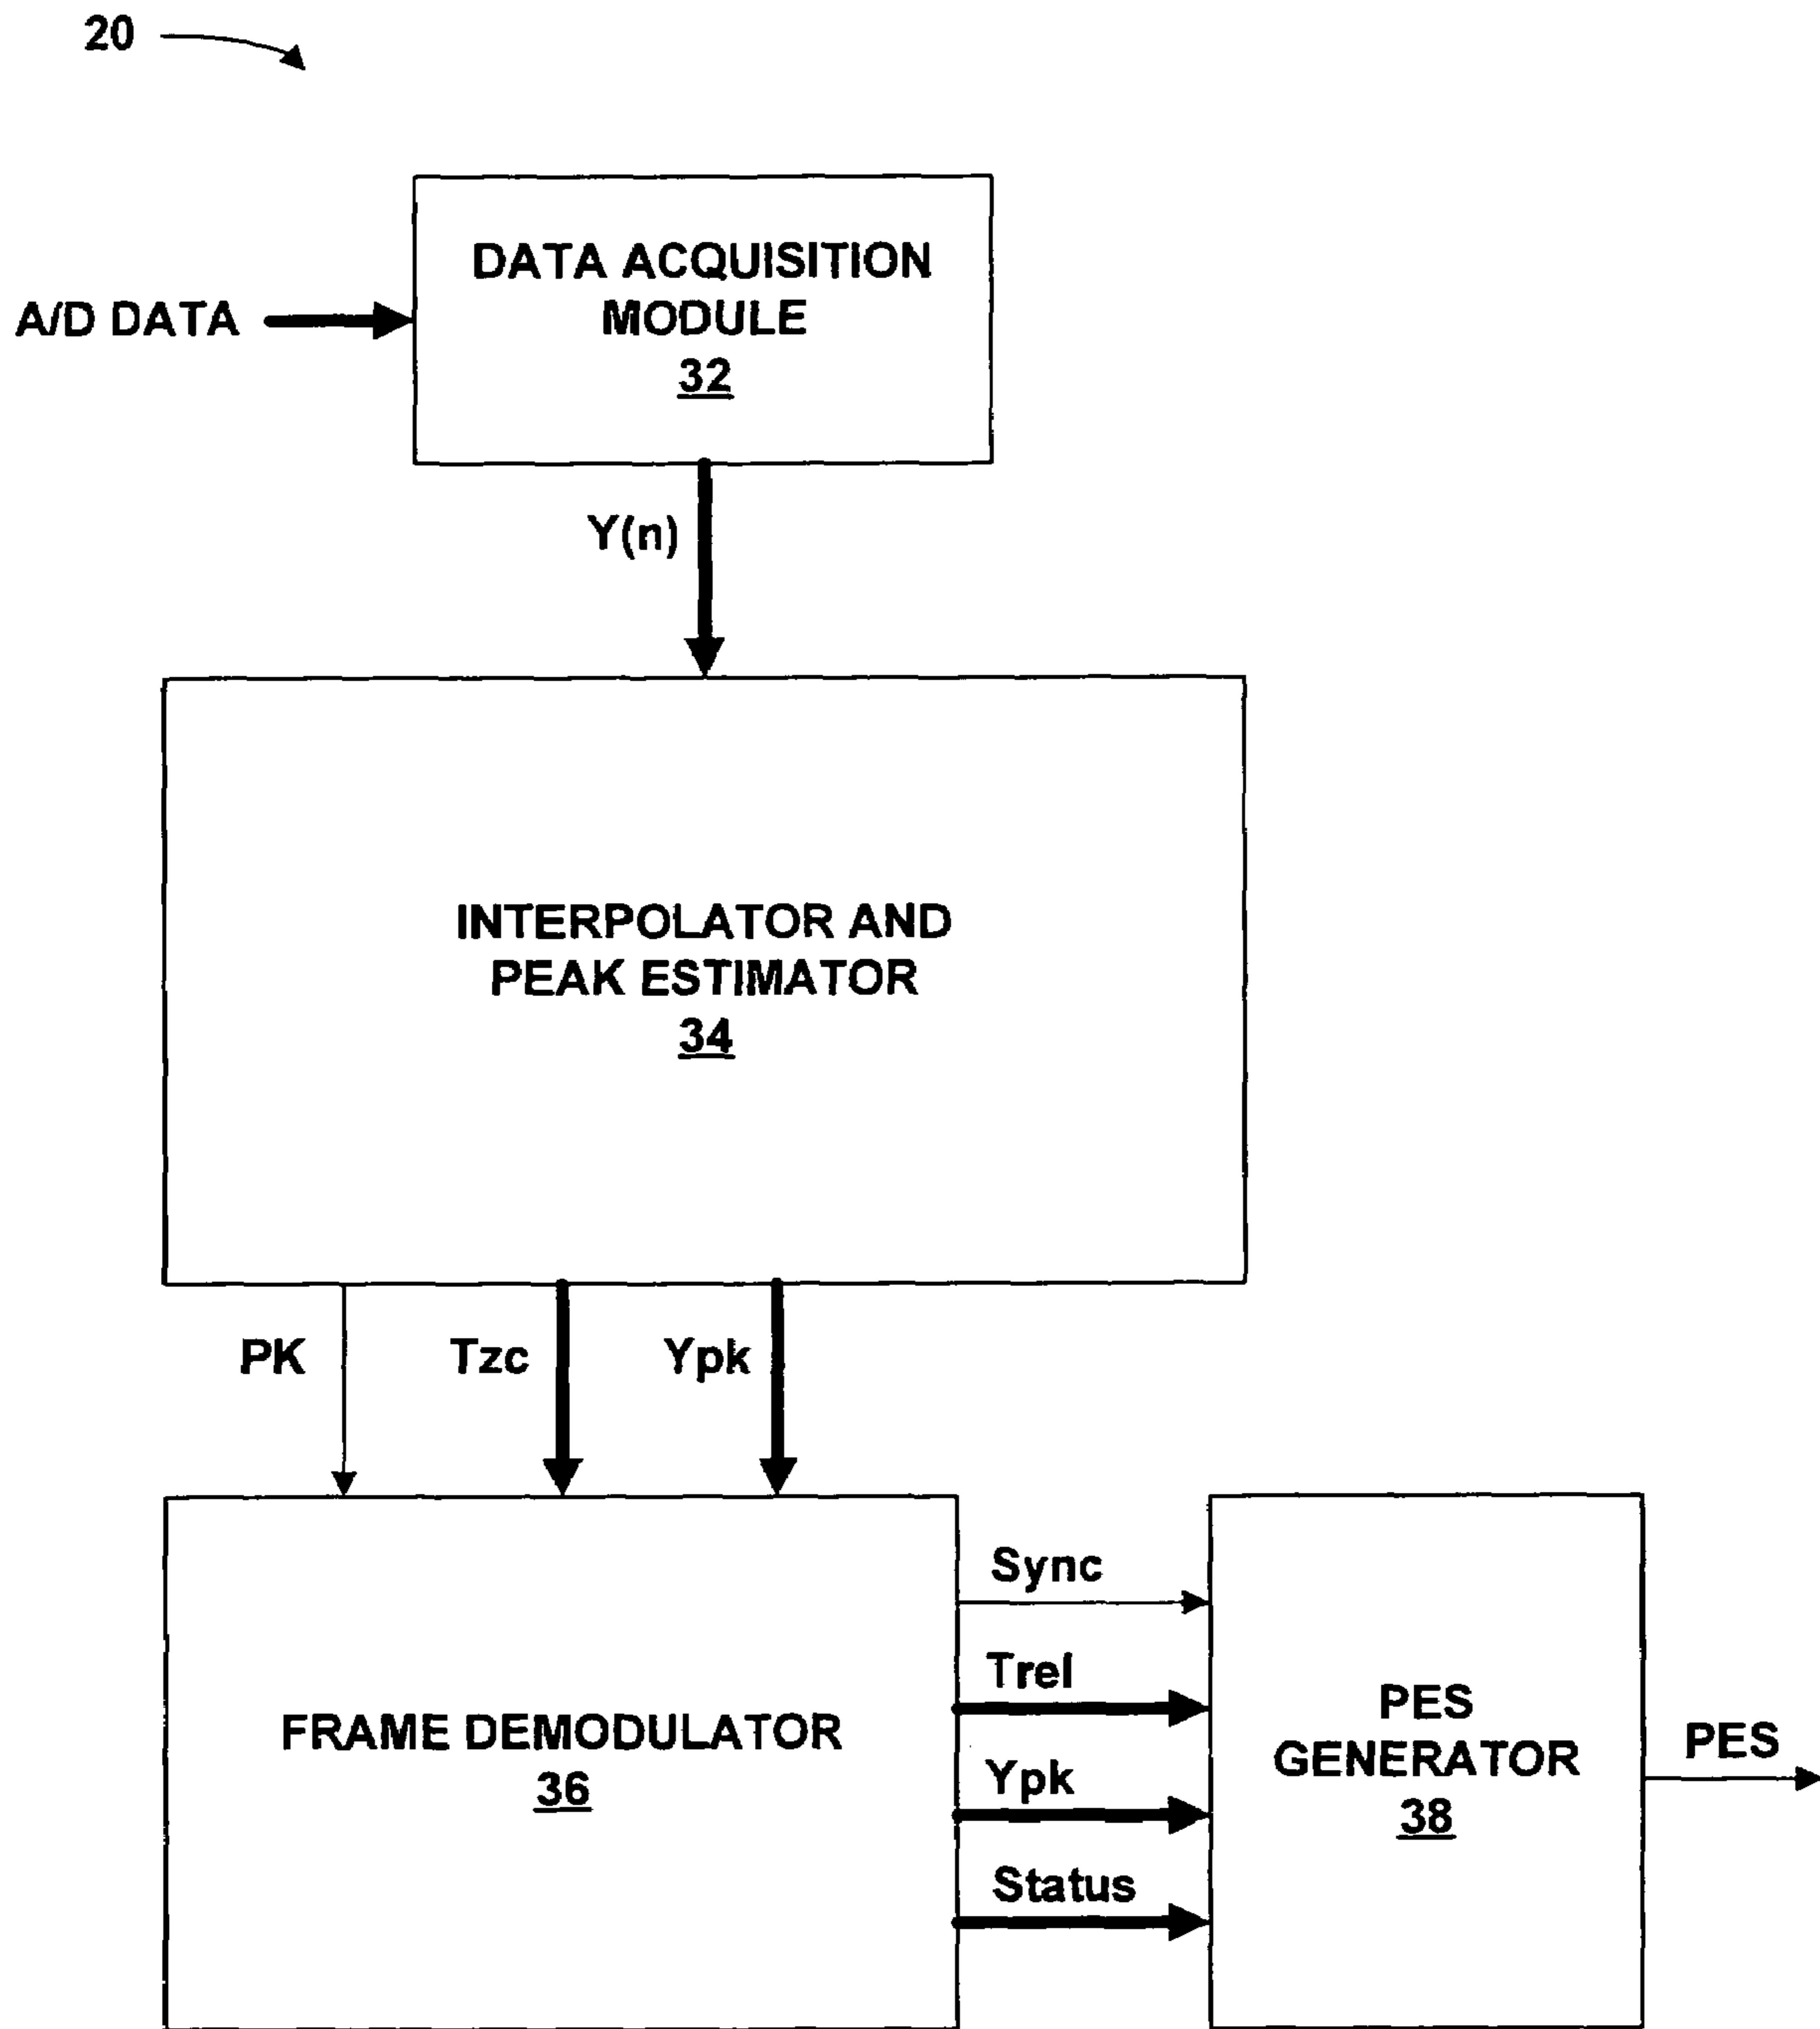 20
DATA ACQUISITION
MODULE
32
A/D DATA
Y(n)
INTERPOLATOR AND
PEAK ESTIMATOR
34
PK
Tzc
Ypk
Sync
Trel
Ypk
Status
FRAME DEMODULATOR
36
PES
GENERATOR
38
PES